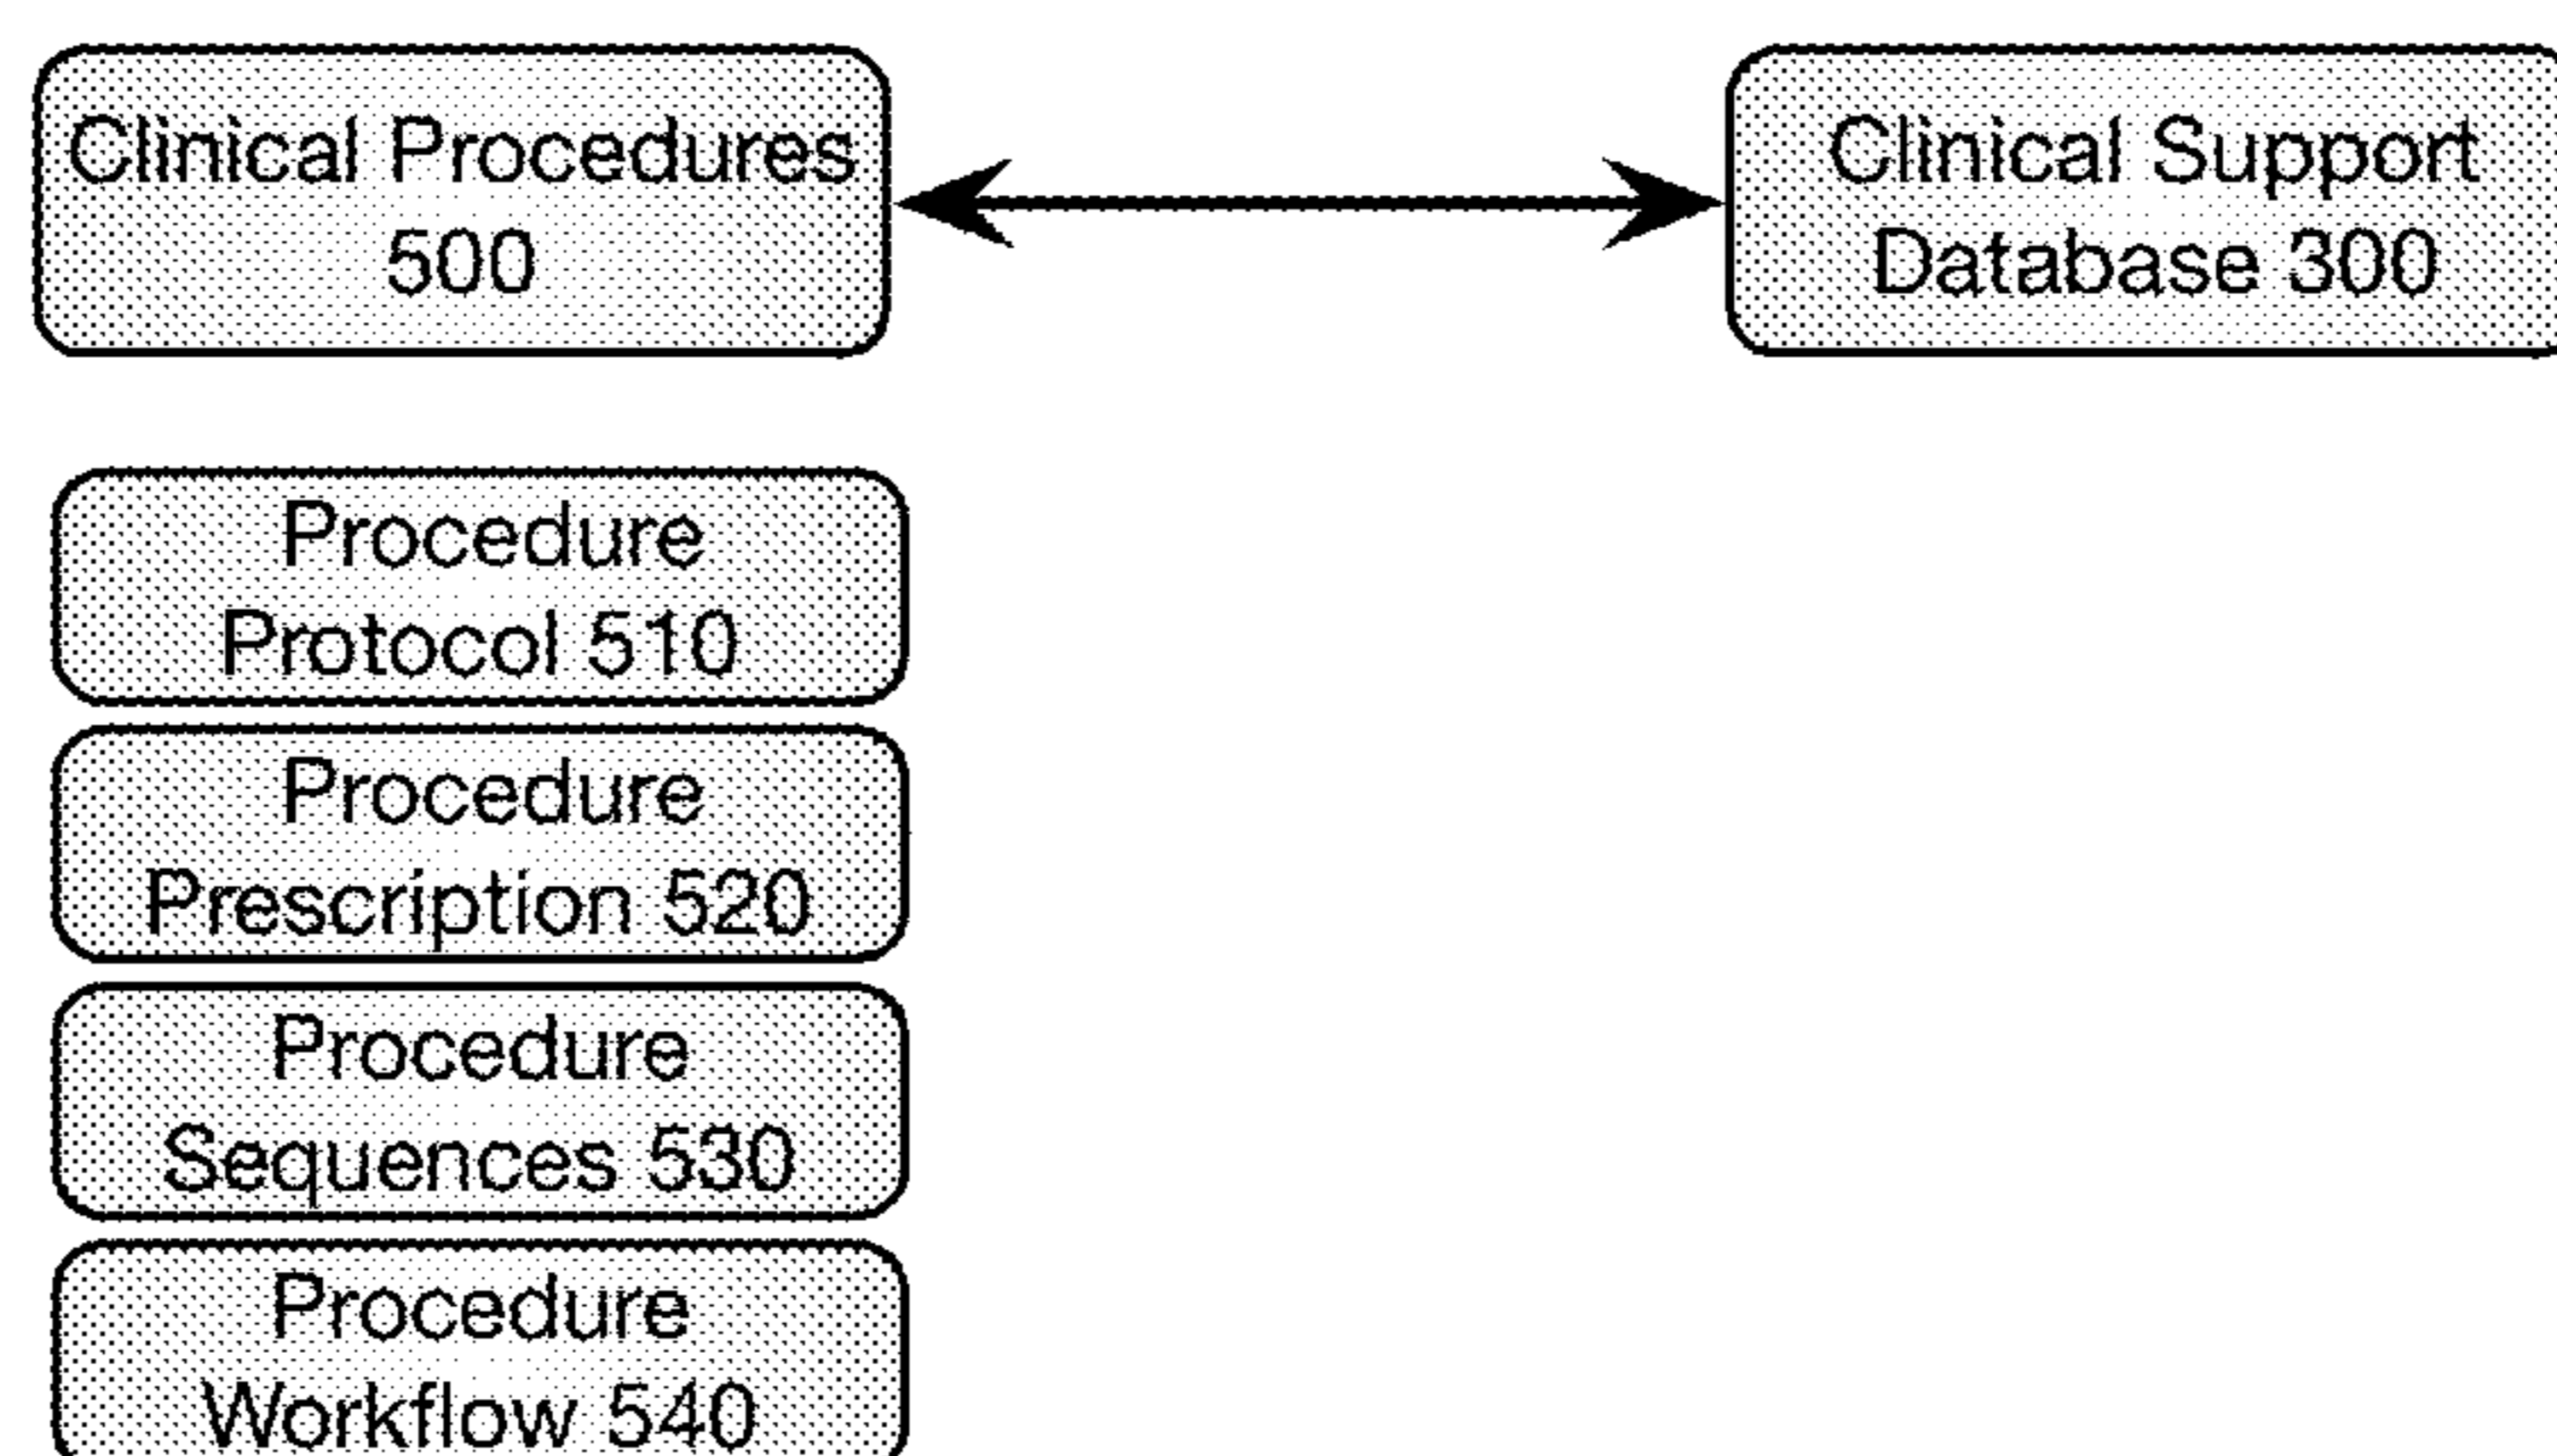 Clinical Procedures
500
Clinical Support
Database 300
Procedure
Protocol 510
Procedure
Prescription 520
Procedure
Sequences 530
Procedure
Workflow 540